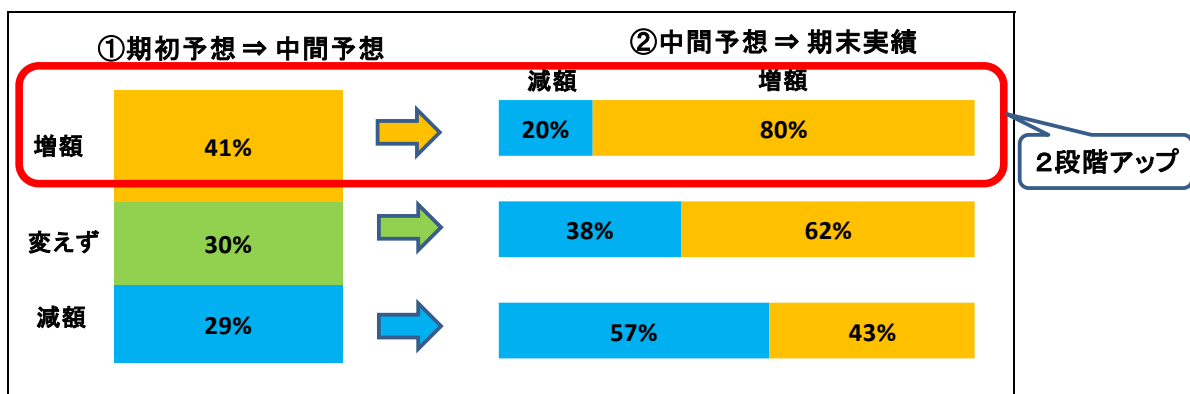 ①期初予想⇒中間予想
②中間予想⇒期末実績
減額 増額
増額 41% 20% 80%
２段階アップ
変えず 30% 38% 62%
減額 29% 57% 43%